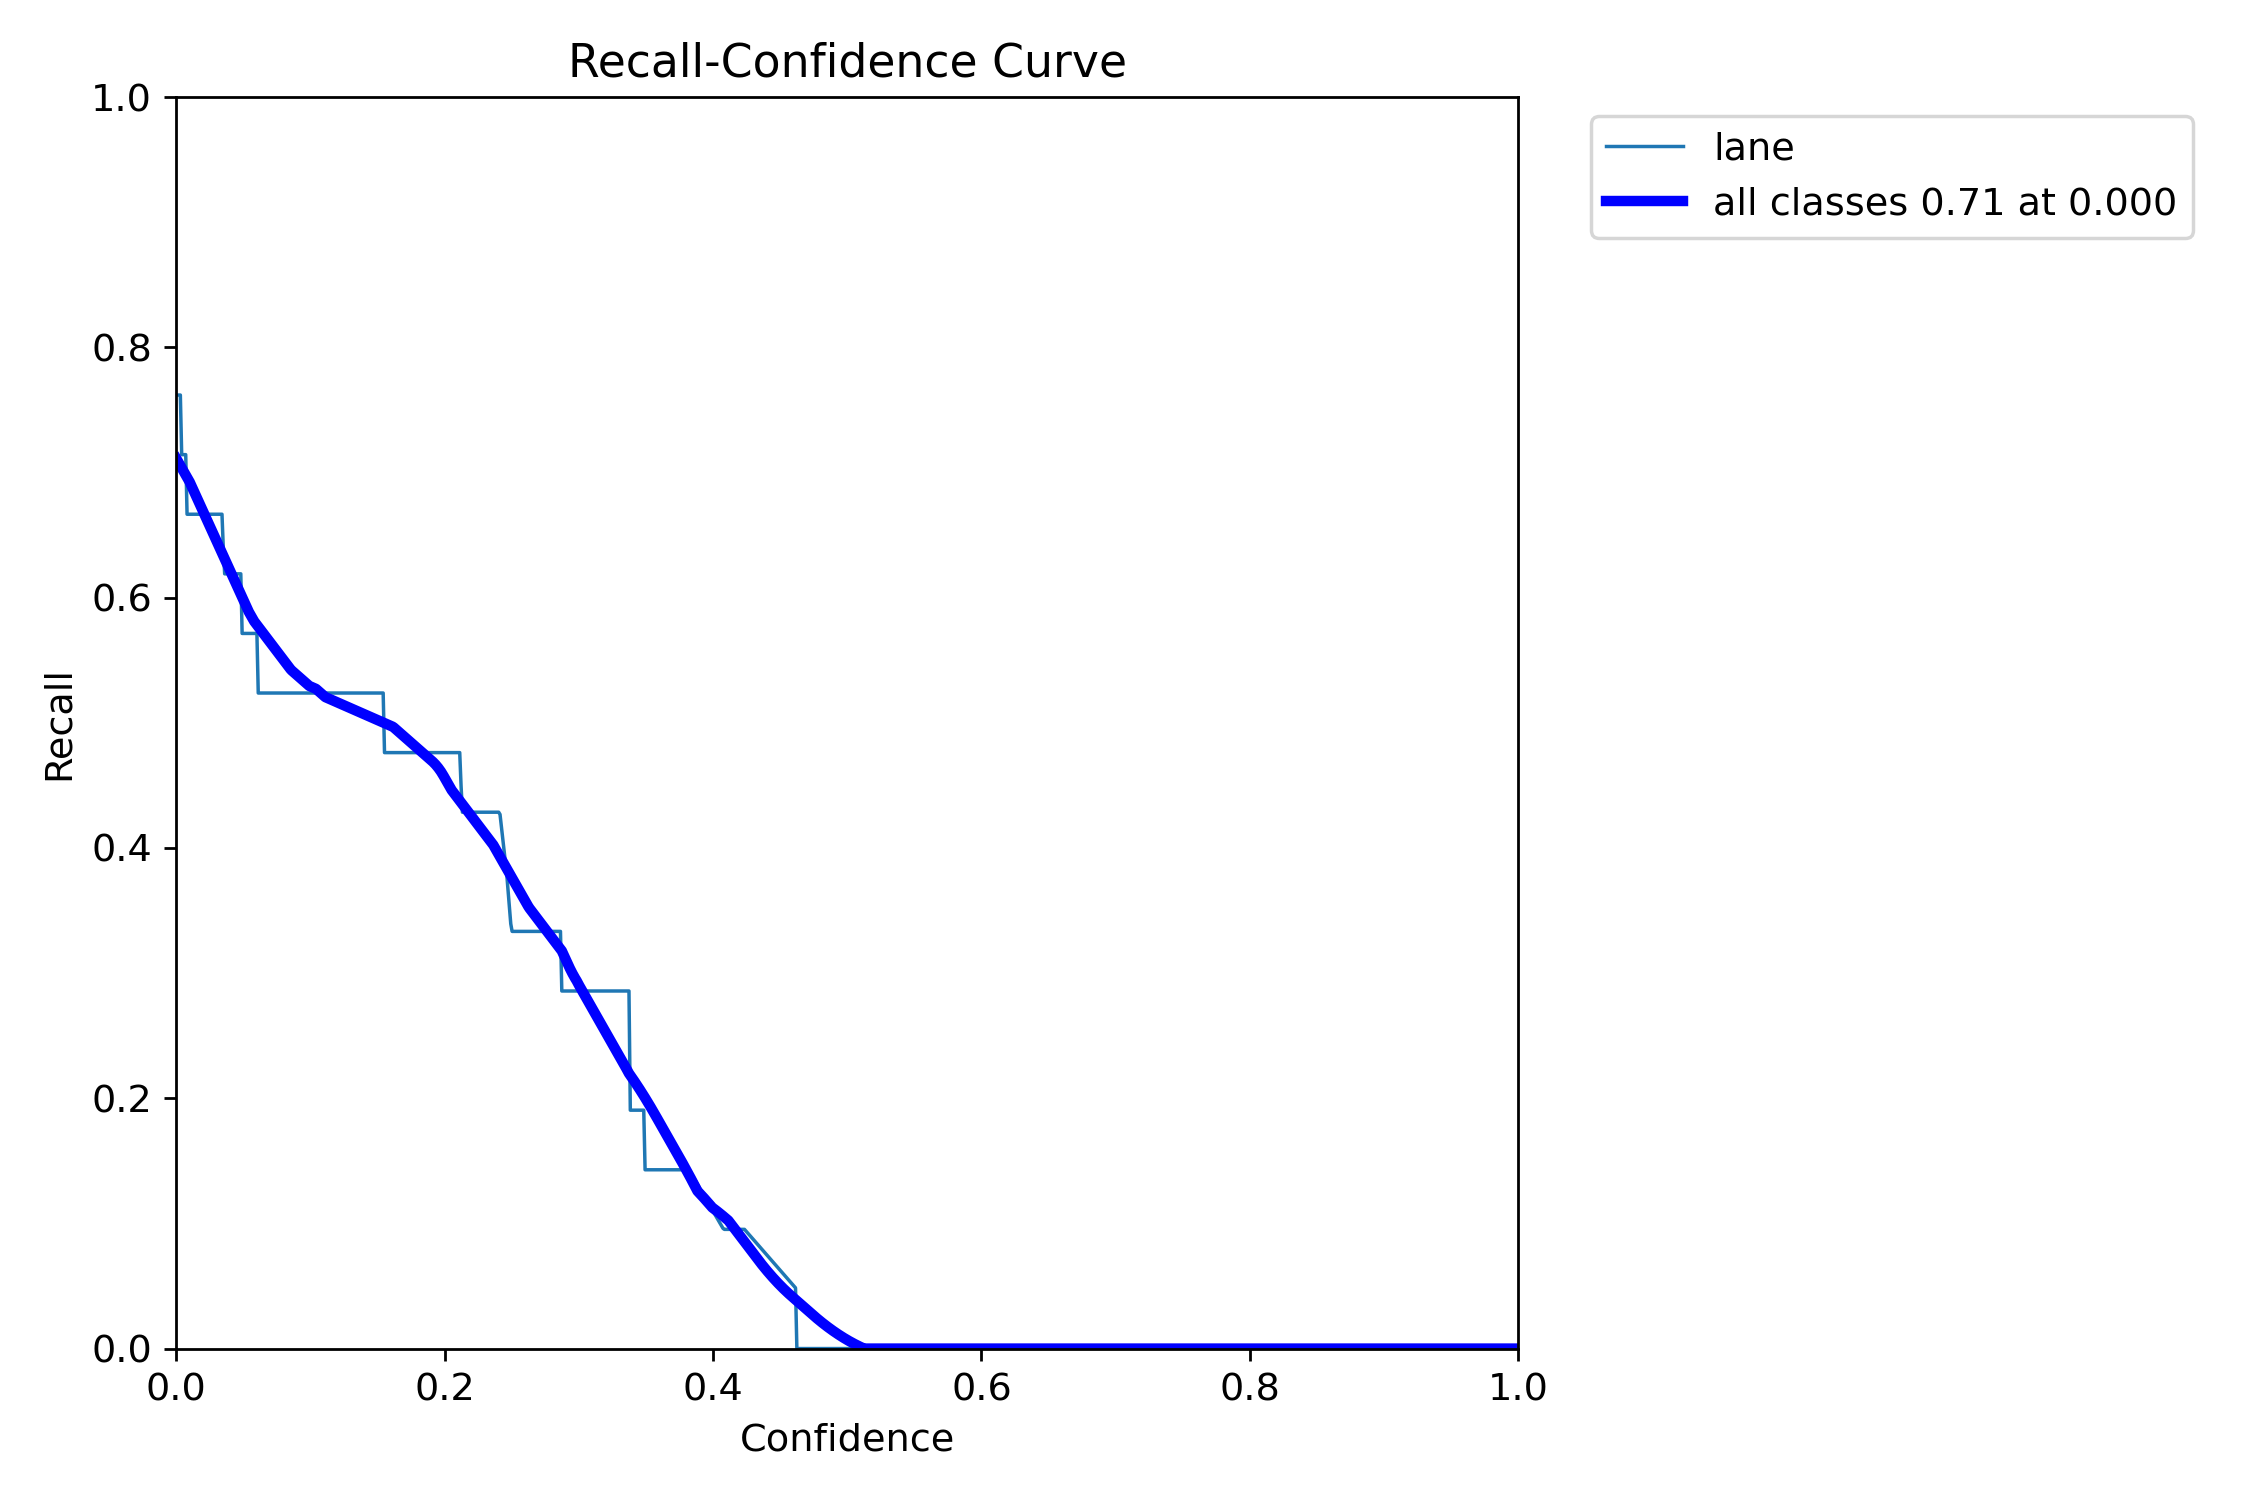 Recall-Confidence Curve
lane
all classes 0.71 at 0.000
1.0
0.8
0.6
0.4
0.2
0.0
Recall
0.0 0.2 0.4 0.6 0.8 1.0
Confidence